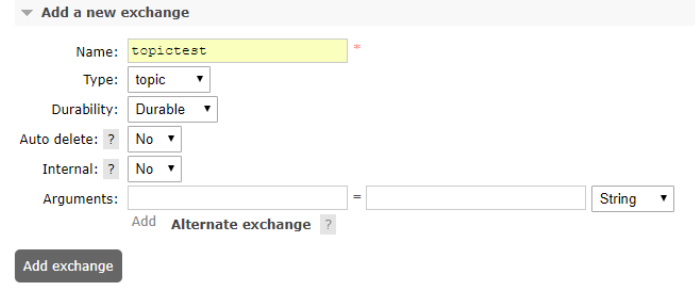 Add a new exchange
Name: topictest *
Type: topic
Durability: Durable
Auto delete: ? No
Internal: ? No
Arguments: = String
Add Alternate exchange ?
Add exchange